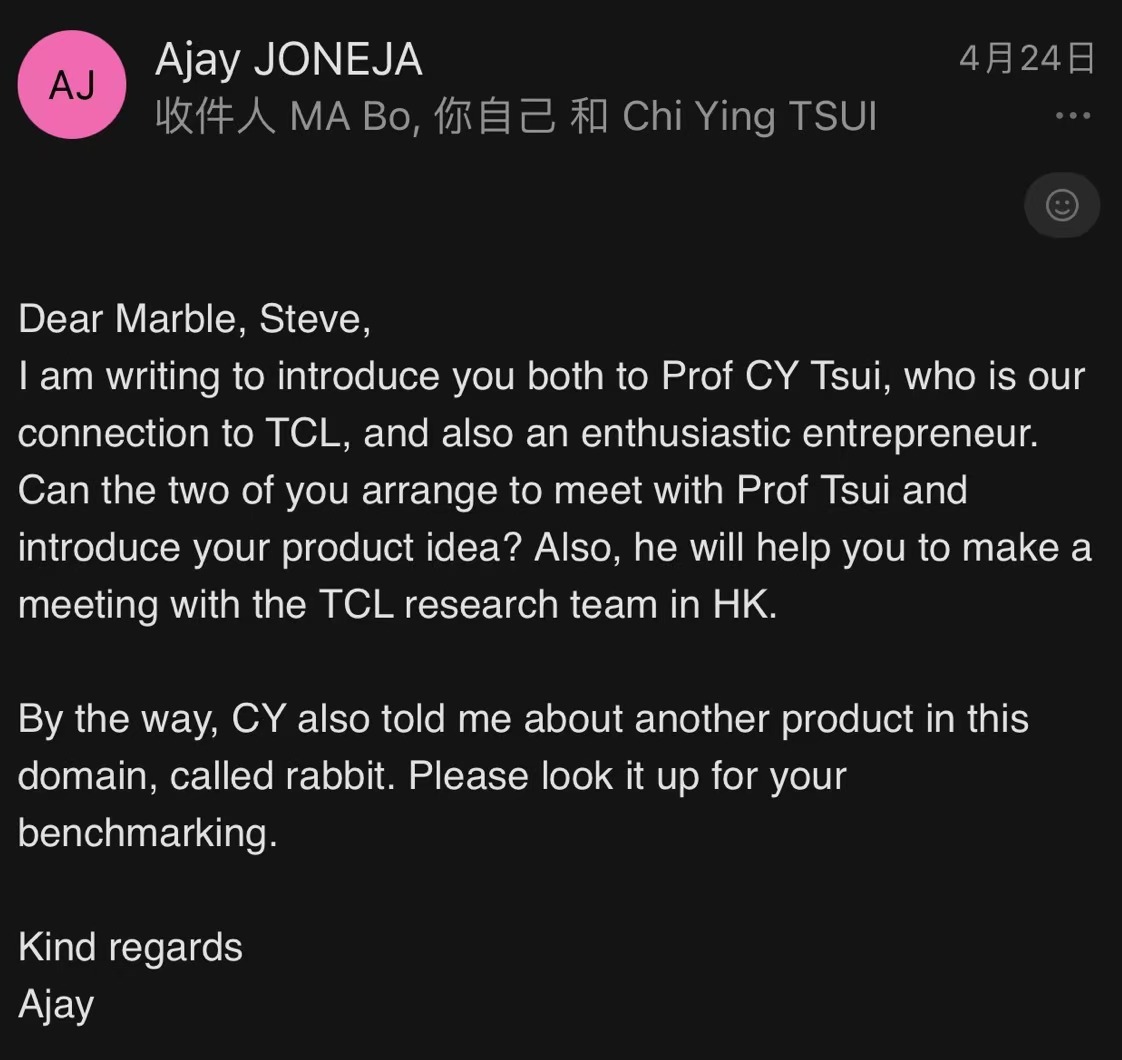 AJ
Ajay JONEJA
4月24日
收件人 MA Bo, 你自己 和 Chi Ying TSUI
Dear Marble, Steve,
I am writing to introduce you both to Prof CY Tsui, who is our
connection to TCL, and also an enthusiastic entrepreneur.
Can the two of you arrange to meet with Prof Tsui and
introduce your product idea? Also, he will help you to make a
meeting with the TCL research team in HK.
By the way, CY also told me about another product in this
domain, called rabbit. Please look it up for your
benchmarking.
Kind regards
Ajay